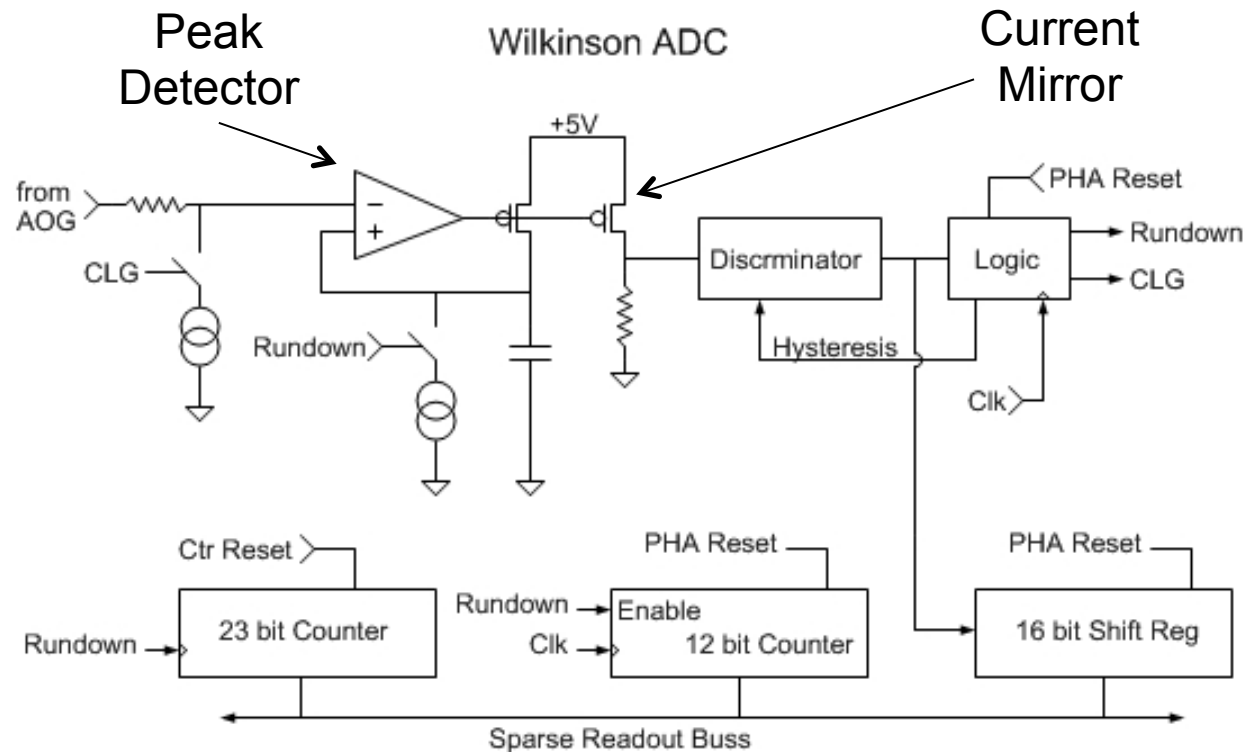 Peak
Detector
Wilkinson ADC
Current
Mirror
+5V
from
AOG
−
+
PHA Reset
Rundown
CLG
CLG
Discrminator
Logic
Rundown
Hysteresis
Clk
Ctr Reset
PHA Reset
PHA Reset
Rundown
23 bit Counter
Rundown
Enable
Clk
12 bit Counter
16 bit Shift Reg
Sparse Readout Buss